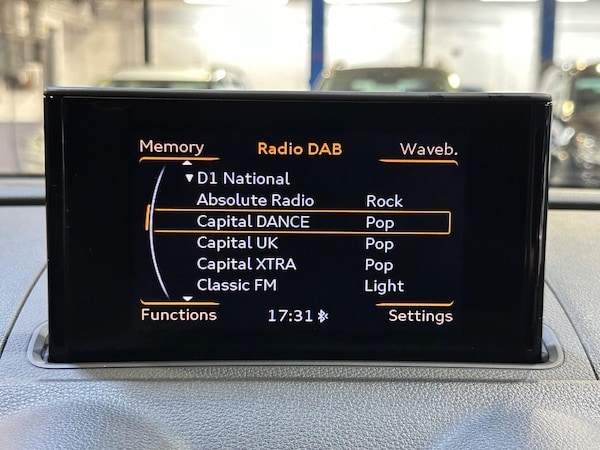 Memory Radio DAB Waveb.
D1 National
Absolute Radio Rock
Capital DANCE Pop
Capital UK Pop
Capital XTRA Pop
Classic FM Light
Functions 17:31 Settings